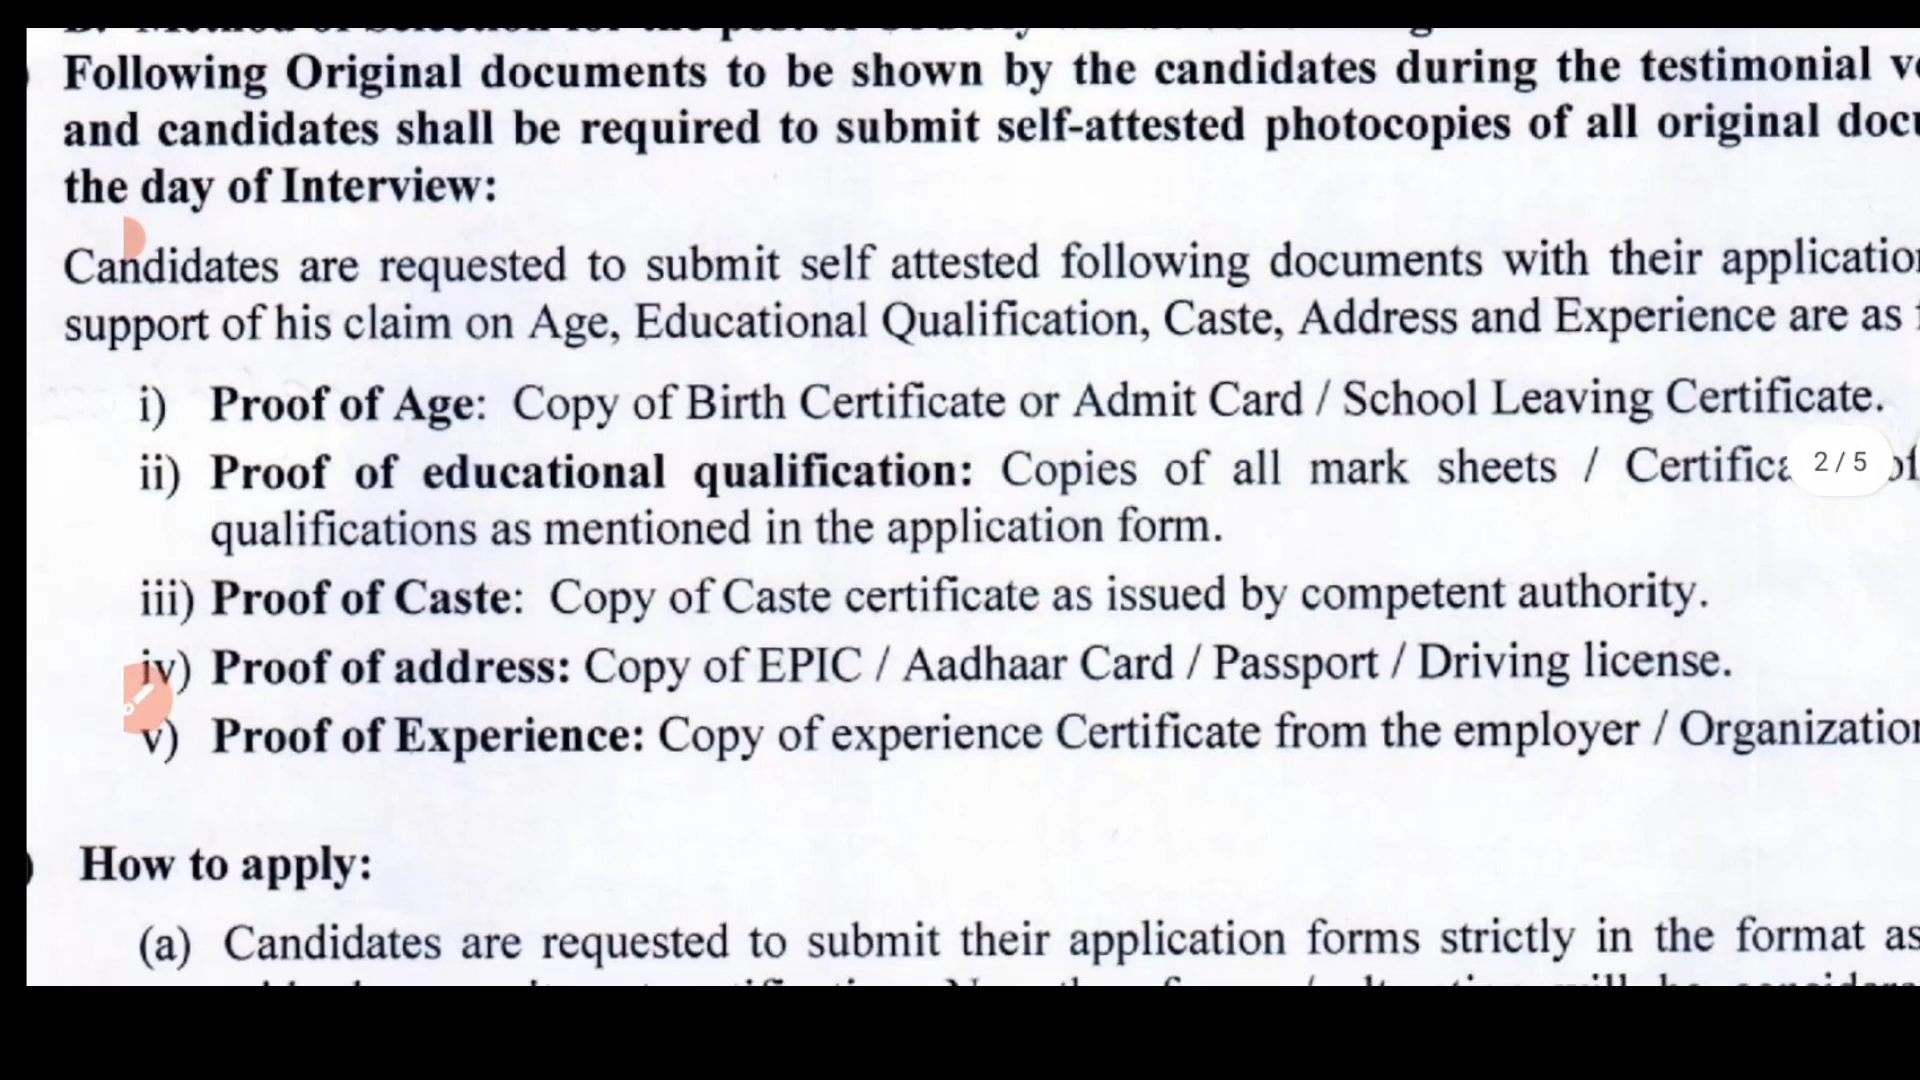 Following Original documents to be shown by the candidates during the testimonial
and candidates shall be required to submit self-attested photocopies of all original
the day of Interview:
Candidates are requested to submit self attested following documents with their
support of his claim on Age, Educational Qualification, Caste, Address and Experience are as
i) Proof of Age: Copy of Birth Certificate or Admit Card / School Leaving Certificate.
ii) Proof of educational qualification: Copies of all mark sheets /
2 / 5
qualifications as mentioned in the application form.
iii) Proof of Caste: Copy of Caste certificate as issued by competent authority.
iv) Proof of address: Copy of EPIC / Aadhaar Card / Passport / Driving license.
v) Proof of Experience: Copy of experience Certificate from the employer /
How to apply:
(a) Candidates are requested to submit their application forms strictly in the format as